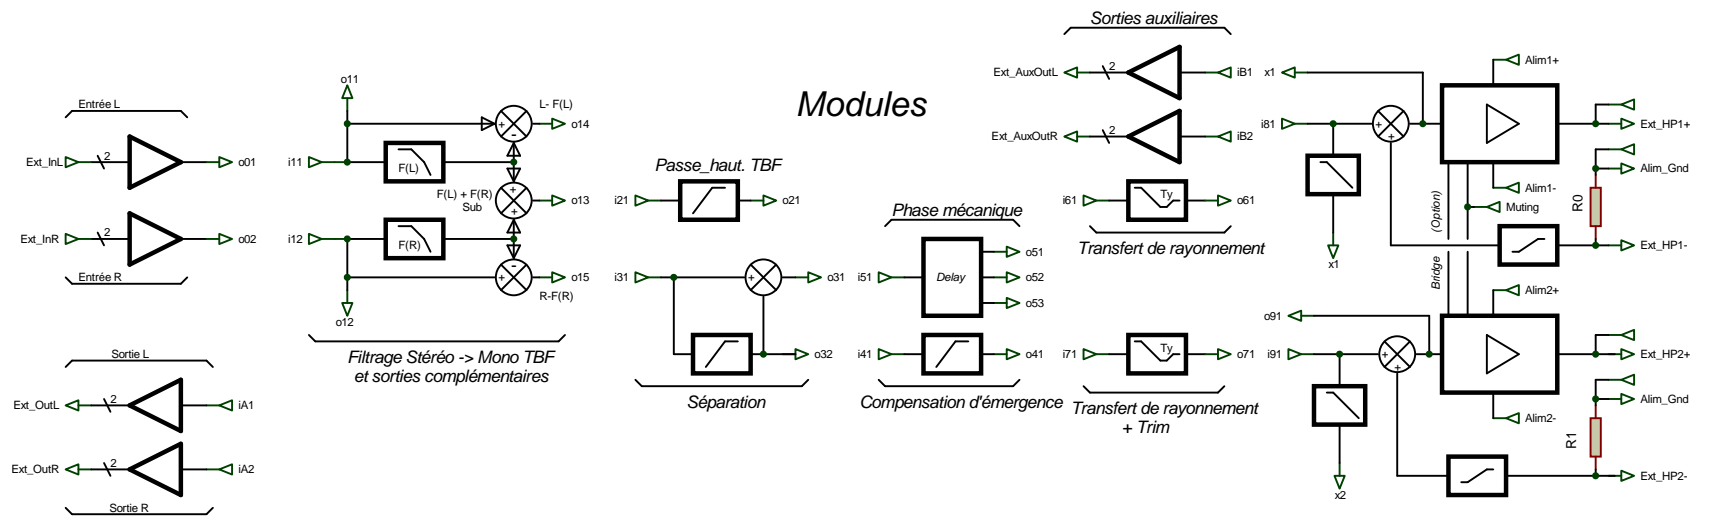 Modules
Entrée L
Ext_InL
2
o01
Ext_InR
2
o02
Entrée R
Sortie L
Ext_OutL
2
iA1
Ext_OutR
2
iA2
Sortie R
o11
L- F(L)
+
-
o14
i11
F(L)
F(L) + F(R)
Sub
+
+
o13
i12
F(R)
+
-
o15
R-F(R)
o12
Filtrage Stéréo -> Mono TBF
et sorties complémentaires
Passe_haut. TBF
i21
o21
i31
+
-
o31
o32
Séparation
Phase mécanique
i51
Delay
o51
o52
o53
i41
o41
Compensation d'émergence
Sorties auxiliaires
Ext_AuxOutL
2
iB1
Ext_AuxOutR
2
iB2
i61
Ty
o61
Transfert de rayonnement
i71
Ty
o71
Transfert de rayonnement
+ Trim
x1
i81
+
+
x1
Alim1+
Ext_HP1+
Alim_Gnd
Alim1-
(Option)
Muting
R0
Ext_HP1-
Bridge
Alim2+
o91
i91
+
+
x2
Ext_HP2+
Alim_Gnd
Alim2-
R1
Ext_HP2-